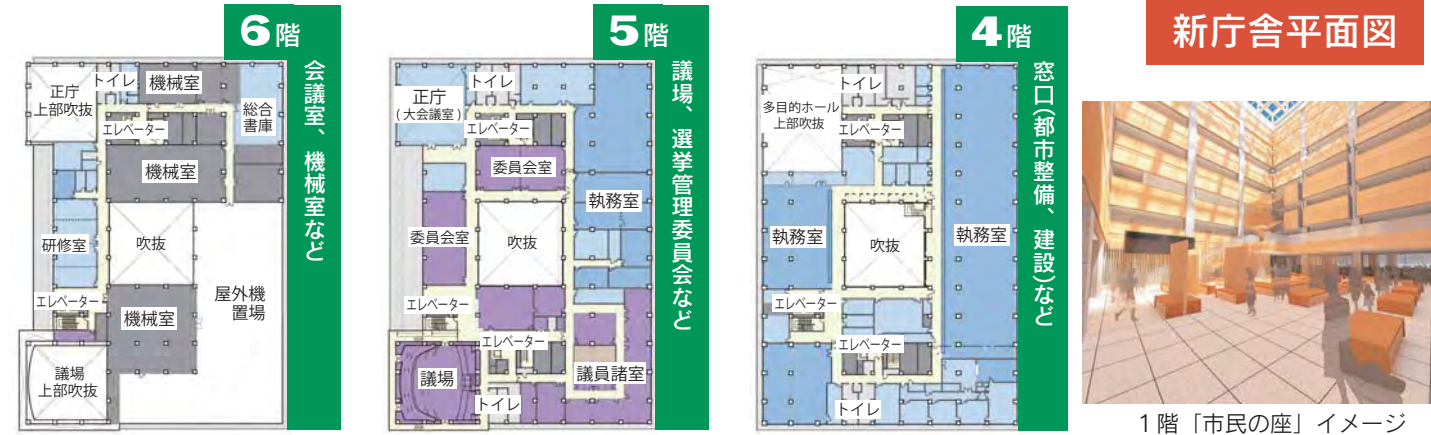 新庁舎平面図
6階
会議室、機械室など
正庁
上部吹抜
トイレ
機械室
総合
書庫
エレベーター
機械室
研修室
吹抜
屋外機
置場
エレベーター
機械室
議場
上部吹抜
5階
議場、選挙管理委員会など
正庁
(大会議室)
トイレ
エレベーター
委員会室
執務室
委員会室
吹抜
エレベーター
エレベーター
議場
議員諸室
トイレ
4階
窓口(都市整備、建設)など
トイレ
多目的ホール
上部吹抜
エレベーター
執務室
吹抜
執務室
エレベーター
エレベーター
トイレ
1階「市民の座」イメージ